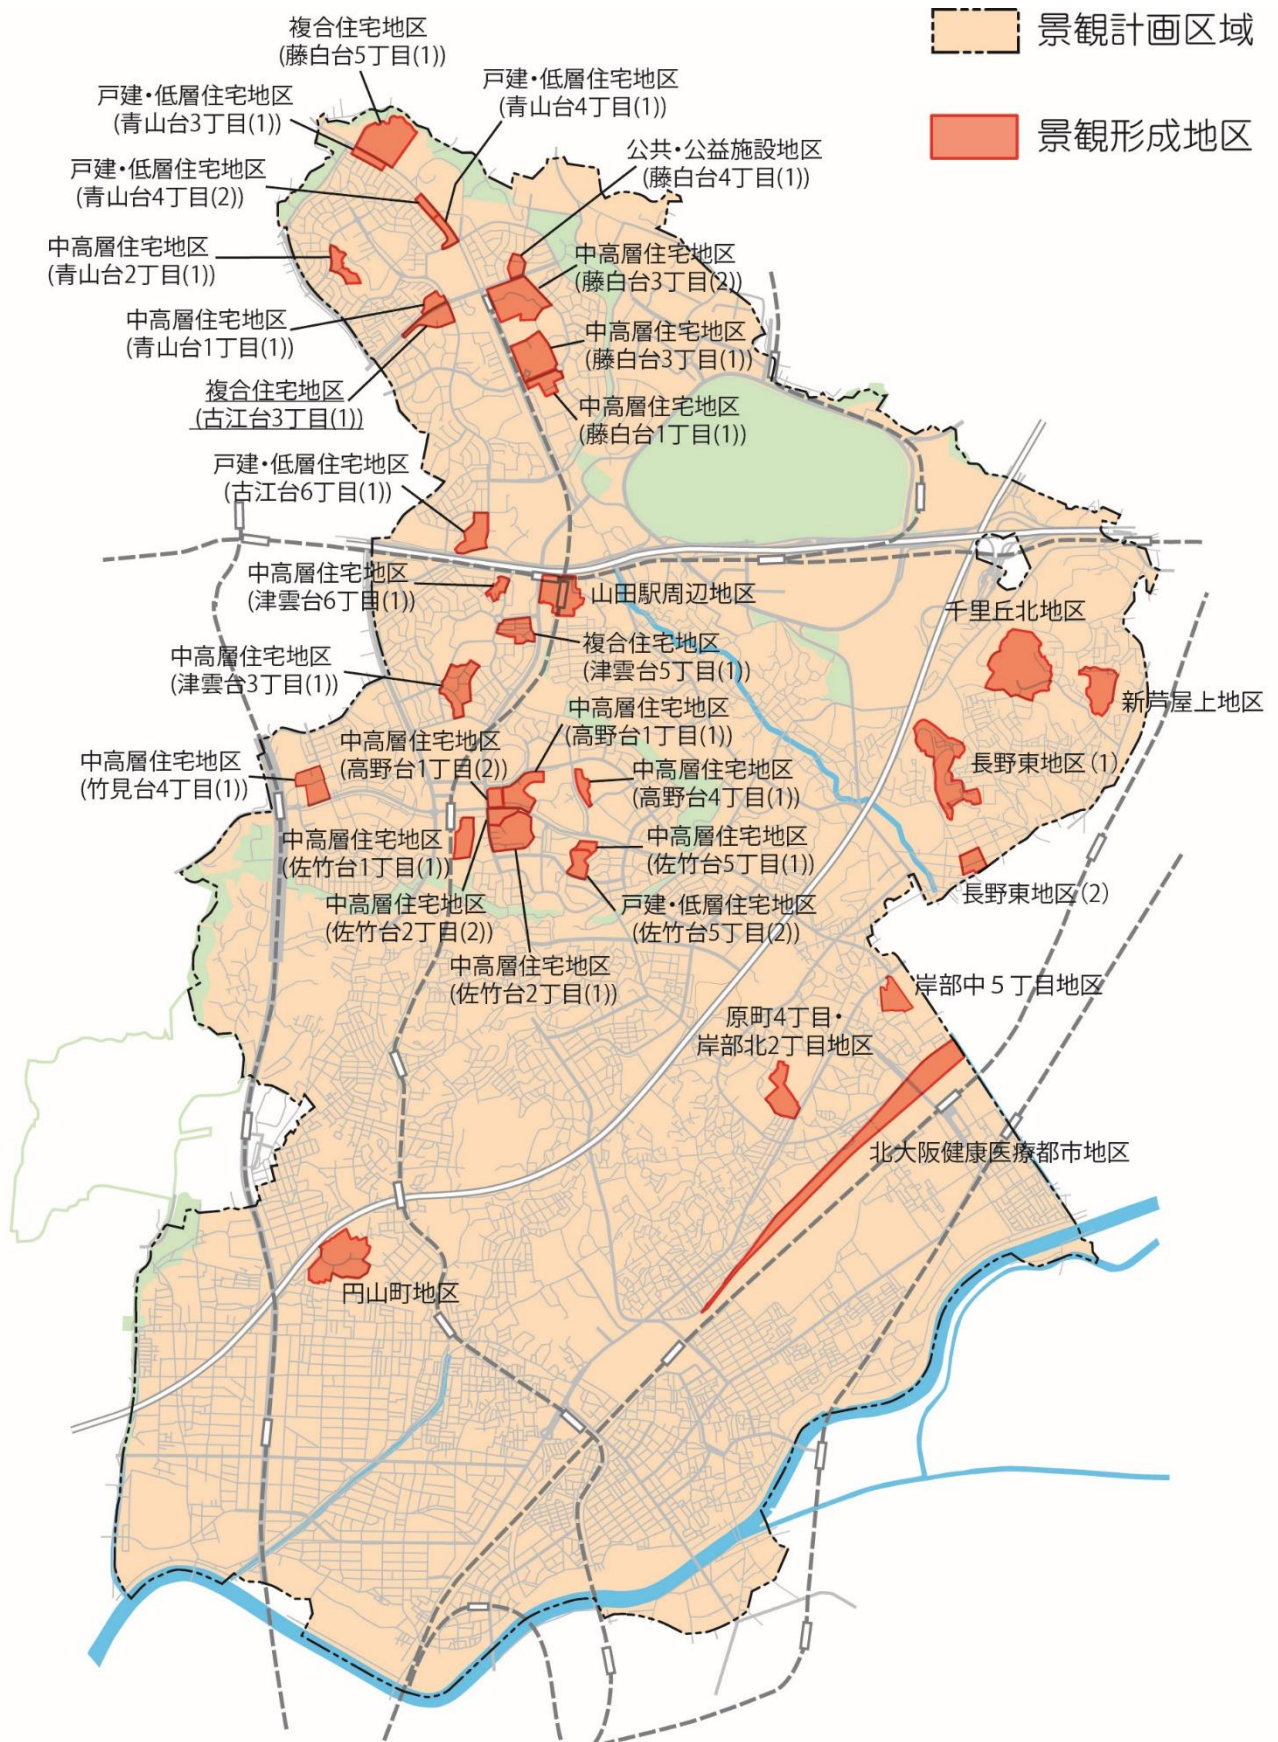 景観計画区域
景観形成地区
複合住宅地区
(藤白台5丁目(1))
戸建・低層住宅地区
(青山台4丁目(1))
戸建・低層住宅地区
(青山台3丁目(1))
公共・公益施設地区
(藤白台4丁目(1))
戸建・低層住宅地区
(青山台4丁目(2))
中高層住宅地区
(青山台2丁目(1))
中高層住宅地区
(藤白台3丁目(2))
中高層住宅地区
(青山台1丁目(1))
中高層住宅地区
(藤白台3丁目(1))
複合住宅地区
(古江台3丁目(1))
中高層住宅地区
(藤白台1丁目(1))
戸建・低層住宅地区
(古江台6丁目(1))
中高層住宅地区
(津雲台6丁目(1))
山田駅周辺地区
千里丘北地区
複合住宅地区
(津雲台5丁目(1))
中高層住宅地区
(津雲台3丁目(1))
新芦屋上地区
中高層住宅地区
(高野台1丁目(1))
中高層住宅地区
(高野台1丁目(2))
中高層住宅地区
(竹見台4丁目(1))
長野東地区(1)
中高層住宅地区
(高野台4丁目(1))
中高層住宅地区
(佐竹台1丁目(1))
中高層住宅地区
(佐竹台5丁目(1))
長野東地区(2)
中高層住宅地区
(佐竹台2丁目(2))
戸建・低層住宅地区
(佐竹台5丁目(2))
中高層住宅地区
(佐竹台2丁目(1))
岸部中5丁目地区
原町4丁目・
岸部北2丁目地区
北大阪健康医療都市地区
円山町地区